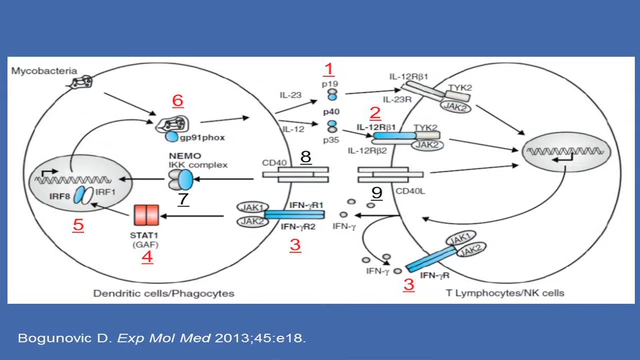 Mycobacteria
6
gp91phox
IL-23
IL-12
1
p19
p40
p35
IL-12Rβ1
TYK2
JAK2
IL-23R
2
IL-12Rβ1
TYK2
JAK2
IL-12Rβ2
NEMO
IKK complex
7
CD40
8
9
CD40L
IRF8
IRF1
5
STAT1
(GAF)
4
JAK1
JAK2
IFN-γR1
IFN-γR2
3
IFN-γ
IFN-γ
JAK1
JAK2
IFN-γR
3
Dendritic cells/Phagocytes
T Lymphocytes/NK cells
Bogunovic D. Exp Mol Med 2013;45:e18.